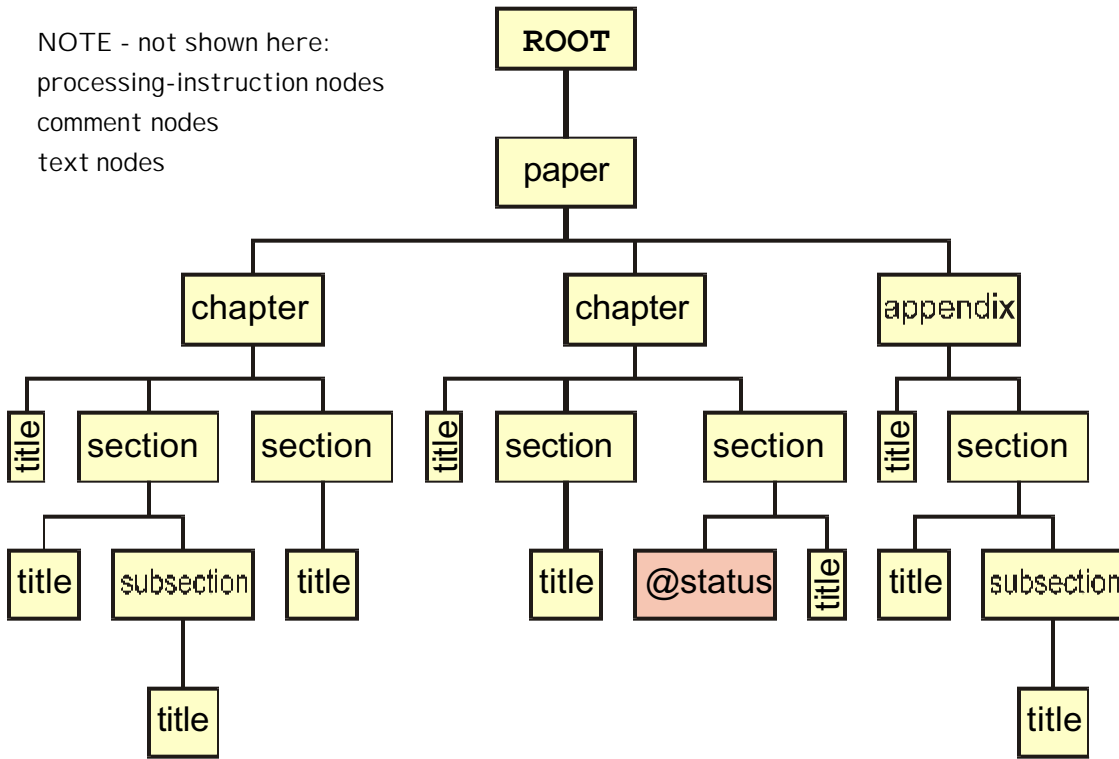 NOTE - not shown here:
processing-instruction nodes
comment nodes
text nodes
ROOT
paper
chapter
chapter
appendix
title
section
section
title
section
section
title
section
title
subsection
title
title
@status
title
title
subsection
title
title